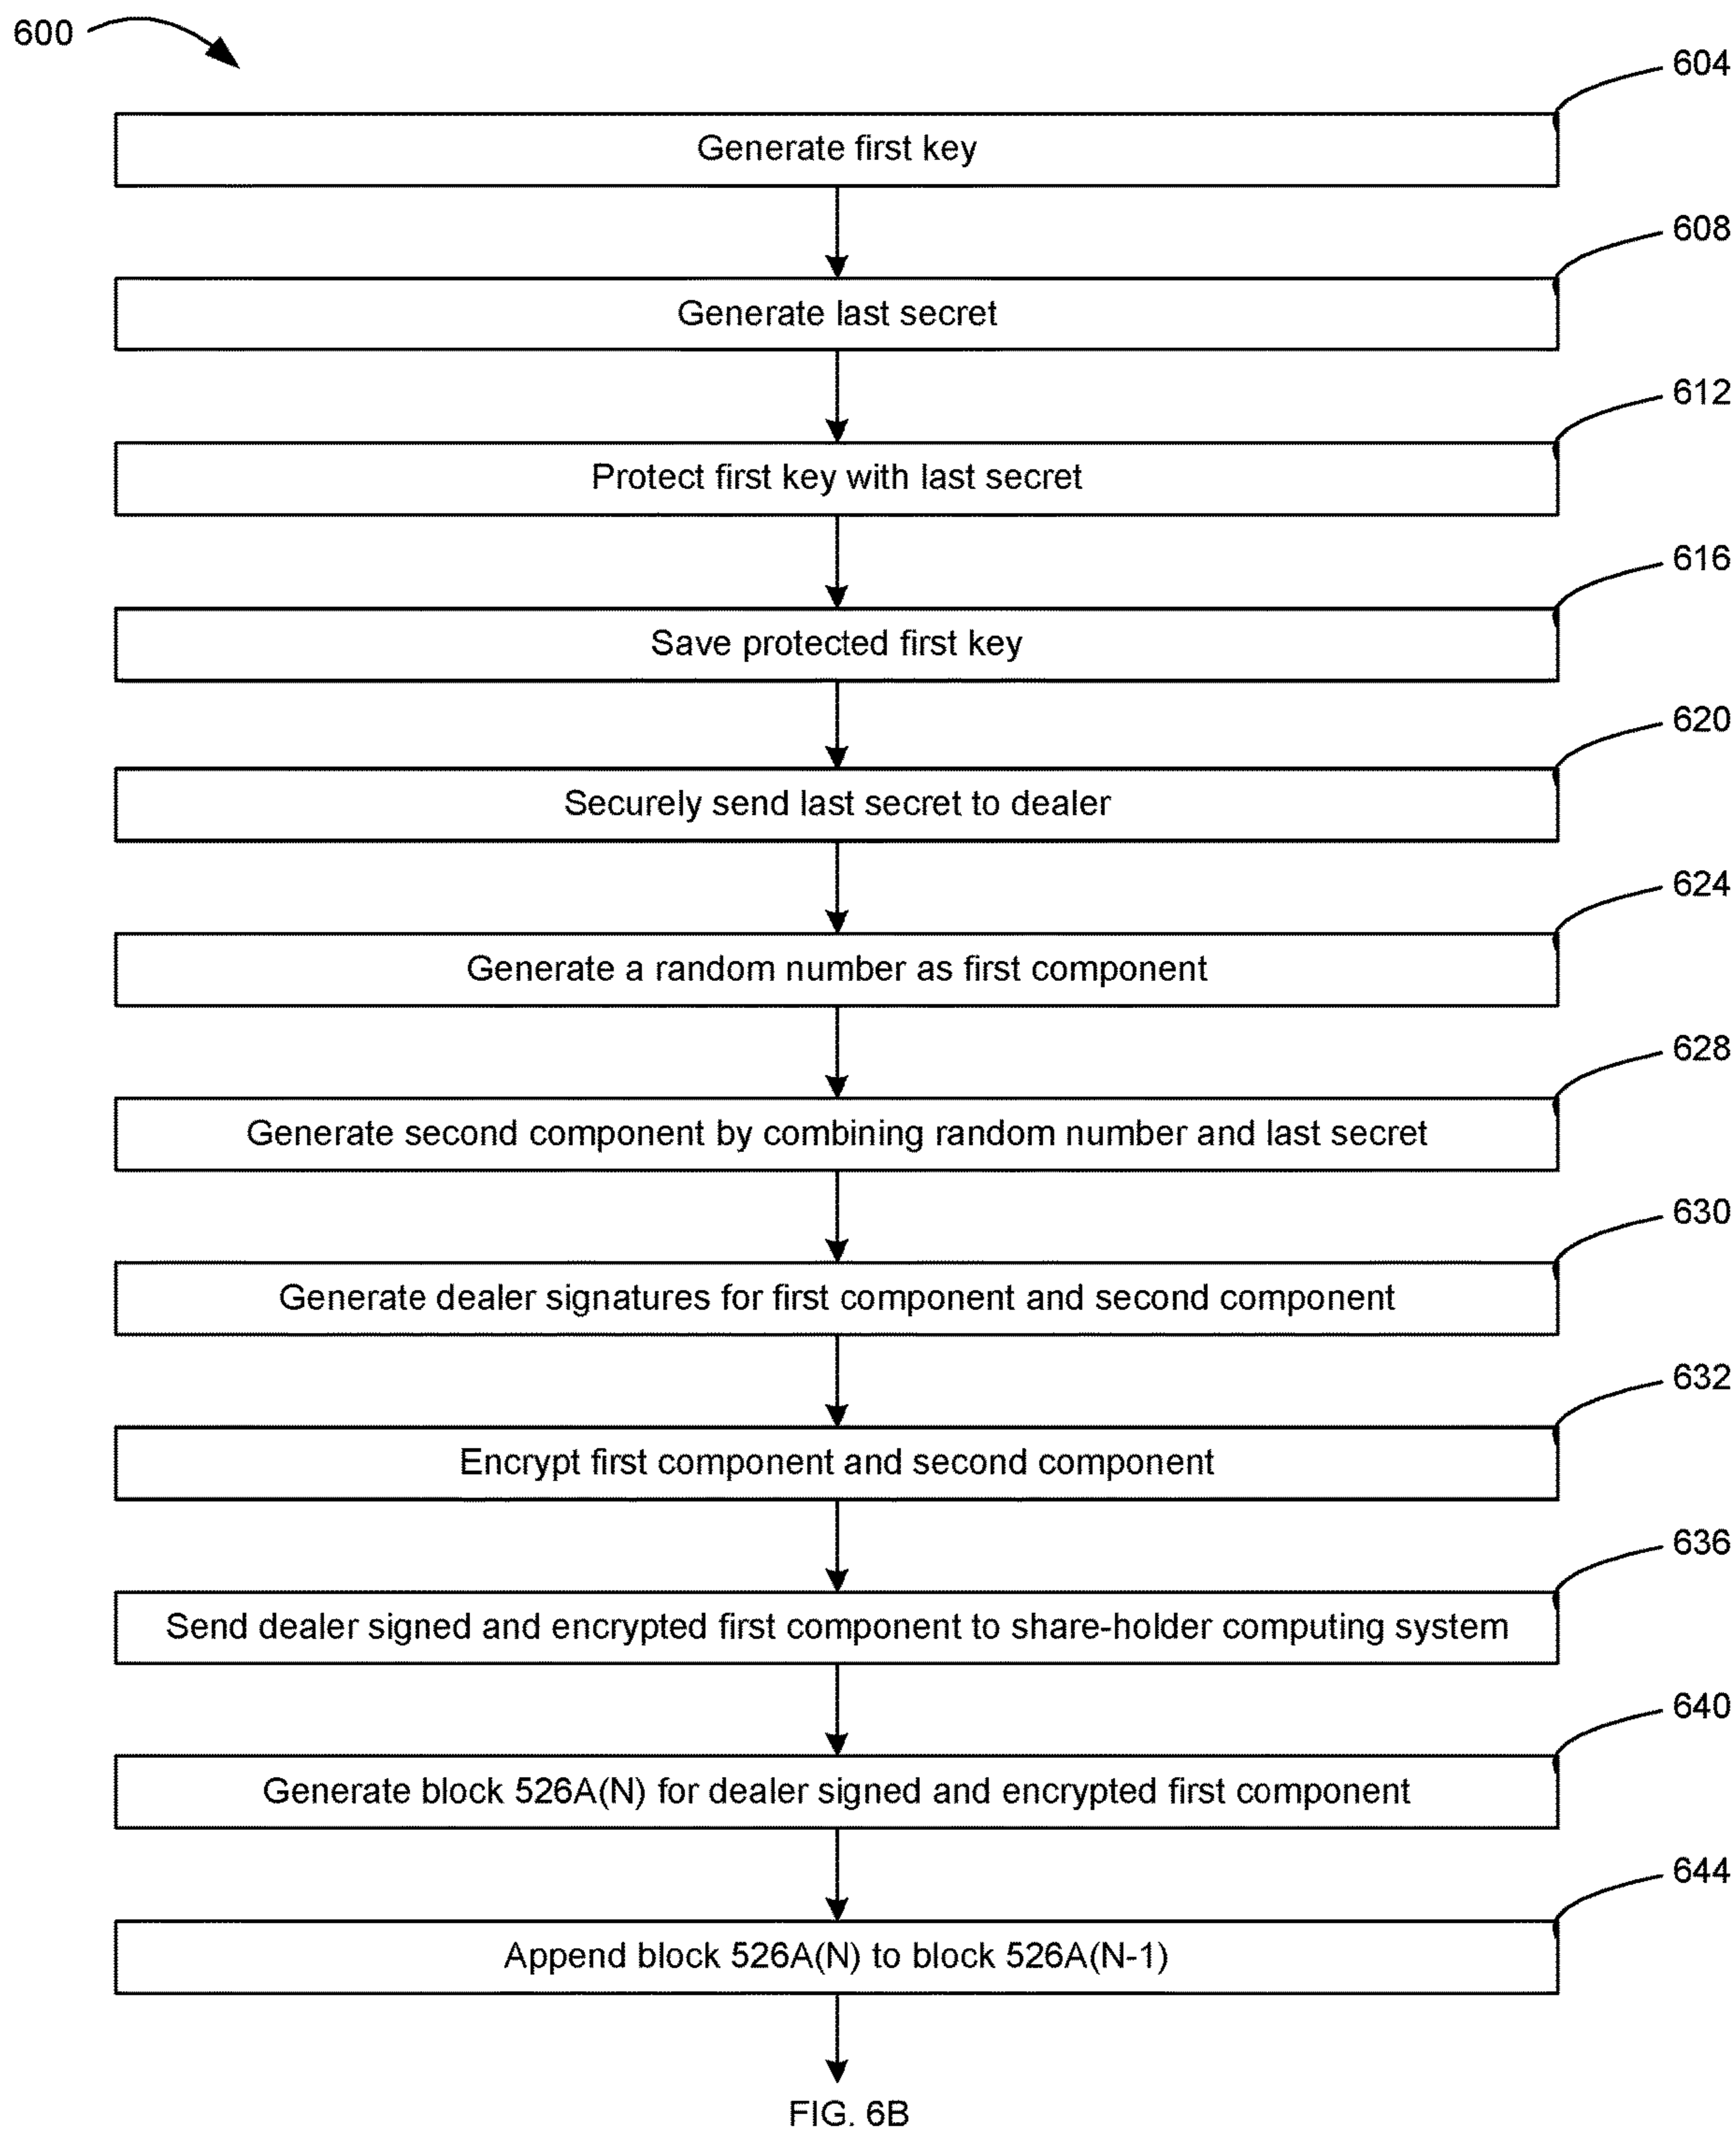 600
604
Generate first key
608
Generate last secret
612
Protect first key with last secret
616
Save protected first key
620
Securely send last secret to dealer
624
Generate a random number as first component
628
Generate second component by combining random number and last secret
630
Generate dealer signatures for first component and second component
632
Encrypt first component and second component
636
Send dealer signed and encrypted first component to share-holder computing system
640
Generate block 526A(N) for dealer signed and encrypted first component
644
Append block 526A(N) to block 526A(N-1)
FIG. 6B